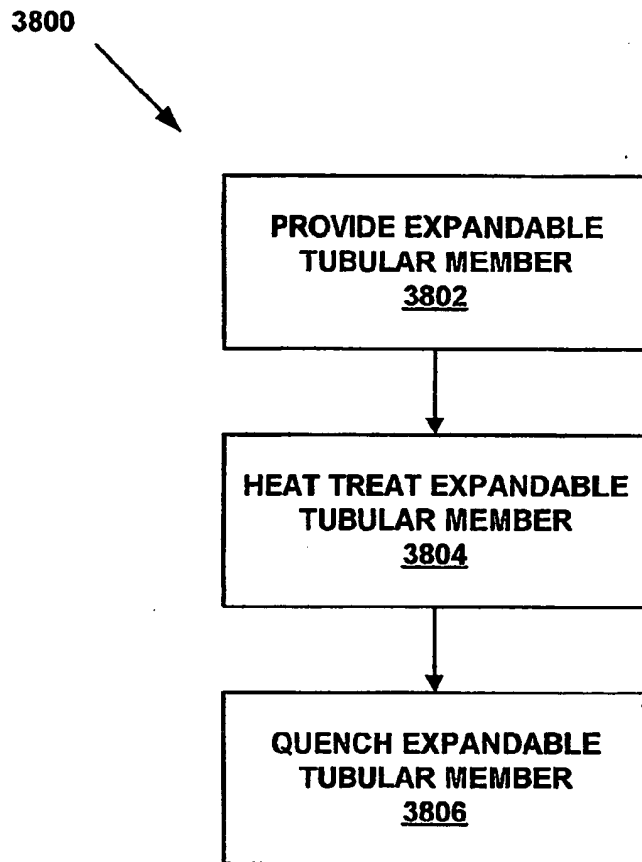 3800
PROVIDE EXPANDABLE
TUBULAR MEMBER
3802
HEAT TREAT EXPANDABLE
TUBULAR MEMBER
3804
QUENCH EXPANDABLE
TUBULAR MEMBER
3806